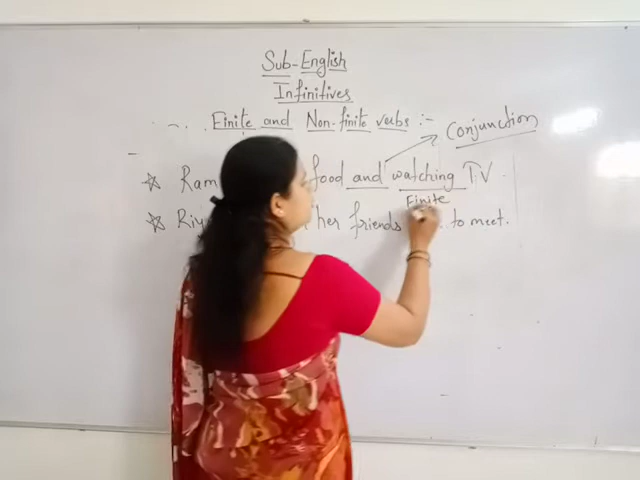 Sub-English
Infinitives
Finite and Non-finite verbs :-
Conjunction
☆ Ram food and watching TV.
Finite
☆ her friends to meet.